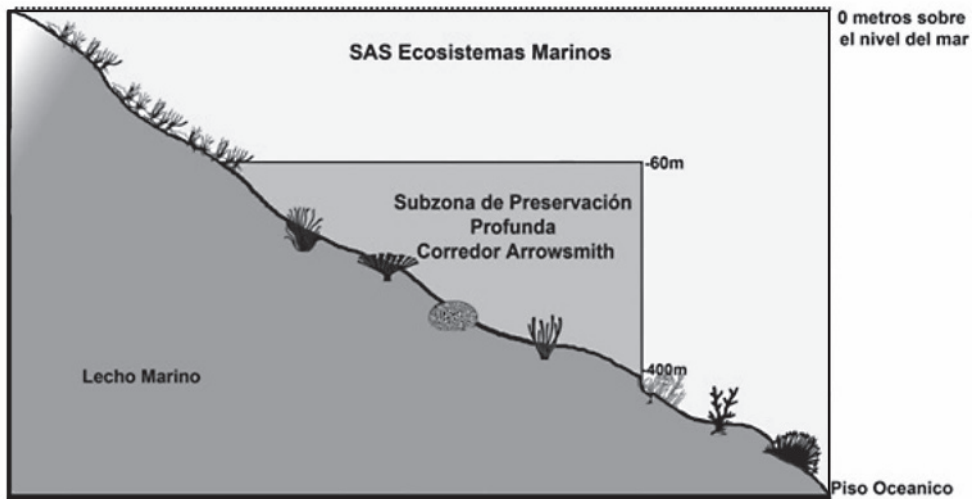 0 metros sobre
el nivel del mar
SAS Ecosistemas Marinos
-60m
Subzona de Preservación
Profunda
Corredor Arrowsmith
Lecho Marino
-400m
Piso Oceanico